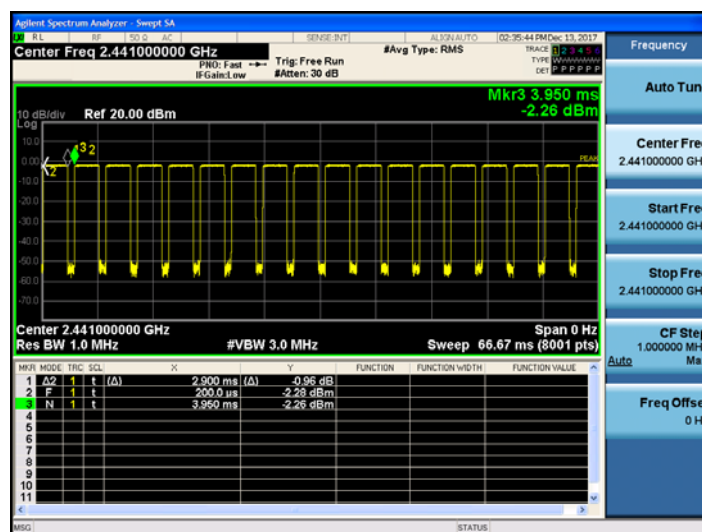 Agilent Spectrum Analyzer - Swept SA
RL RF 50 Ω AC SENSE:INT ALIGN AUTO 02:35:44 PM Dec 13, 2017
Center Freq 2.441000000 GHz #Avg Type: RMS TRACE 1 2 3 4 5 6
PNO: Fast Trig: Free Run TYPE WWWWWW
IFGain:Low #Atten: 30 dB DET P P P P P P
Mkr3 3.950 ms
10 dB/div Ref 20.00 dBm -2.26 dBm
Log
10.0
0.00
-10.0
-20.0
-30.0
-40.0
-50.0
-60.0
-70.0
1 3 2
2
PEAK
Center 2.441000000 GHz Span 0 Hz
Res BW 1.0 MHz #VBW 3.0 MHz Sweep 66.67 ms (8001 pts)
MKR MODE TRC SCL X Y FUNCTION FUNCTION WIDTH FUNCTION VALUE
1 Δ2 1 t (Δ) 2.900 ms (Δ) -0.96 dB
2 F 1 t 200.0 µs -2.28 dBm
3 N 1 t 3.950 ms -2.26 dBm
4
5
6
7
8
9
10
11
MSG STATUS
Frequency
Auto Tun
Center Fre
2.441000000 GH
Start Fre
2.441000000 GH
Stop Fre
2.441000000 GH
CF Step
1.000000 MH
Auto Ma
Freq Offse
0 H